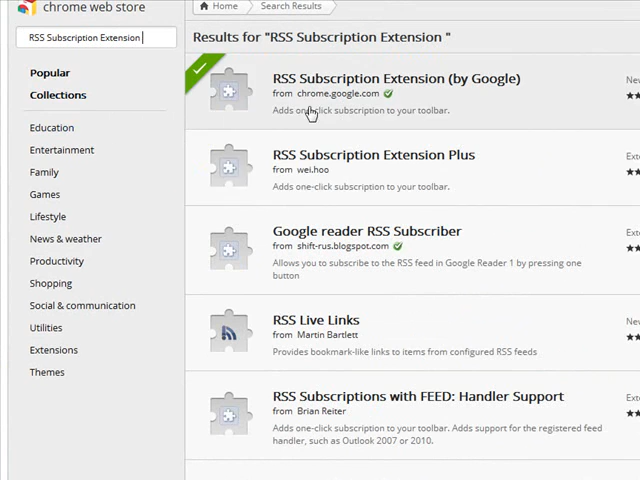 chrome web store
Home
Search Results
RSS Subscription Extension
Results for "RSS Subscription Extension "
Popular
Collections
Education
Entertainment
Family
Games
Lifestyle
News & weather
Productivity
Shopping
Social & communication
Utilities
Extensions
Themes
RSS Subscription Extension (by Google)
from chrome.google.com
Adds one-click subscription to your toolbar.
RSS Subscription Extension Plus
from wei.hoo
Adds one-click subscription to your toolbar.
Google reader RSS Subscriber
from shift-rus.blogspot.com
Allows you to subscribe to the RSS feed in Google Reader 1 by pressing one
button
RSS Live Links
from Martin Bartlett
Provides bookmark-like links to items from configured RSS feeds
RSS Subscriptions with FEED: Handler Support
from Brian Reiter
Adds one-click subscription to your toolbar. Adds support for the registered feed
handler, such as Outlook 2007 or 2010.